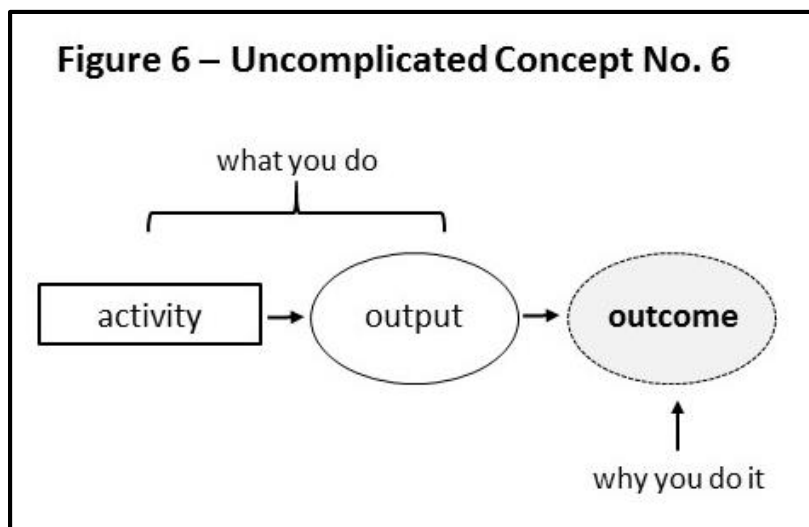 Figure 6 – Uncomplicated Concept No. 6
what you do
activity
output
outcome
why you do it